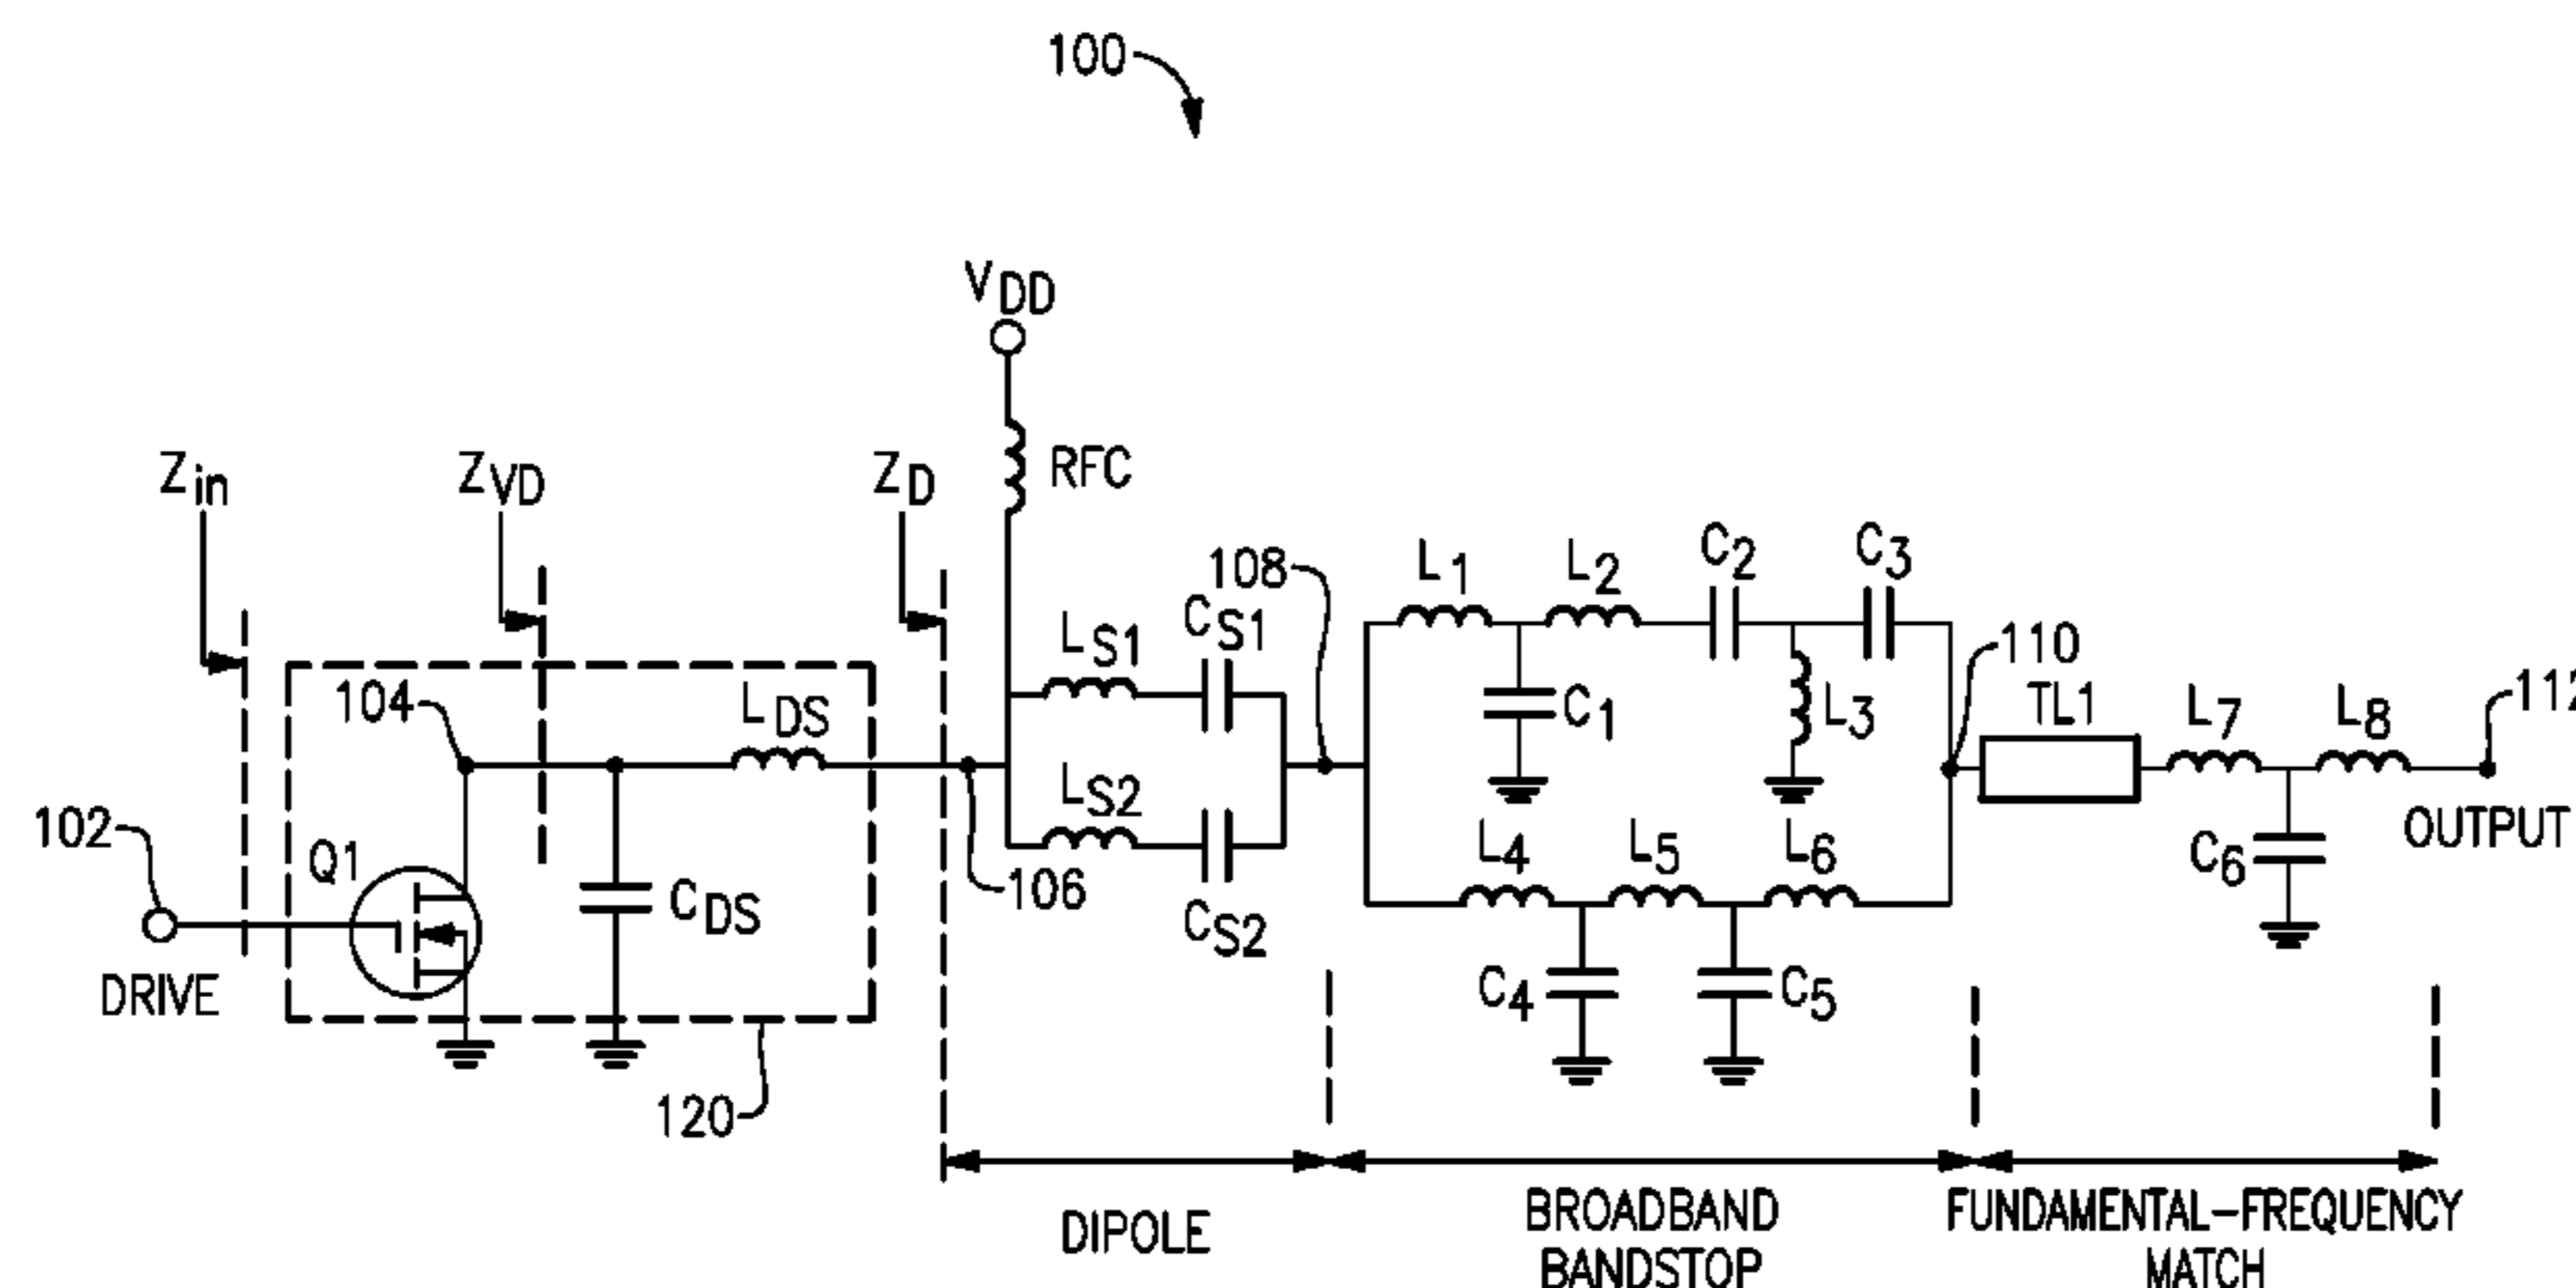 100
VDD
RFC
Zin
ZVD
ZD
108
L1
L2
C2
C3
110
LS1
CS1
104
LDS
C1
L3
TL1
L7
L8
112
102
Q1
CDS
LS2
CS2
106
L4
L5
L6
C6
OUTPUT
DRIVE
C4
C5
120
DIPOLE
BROADBAND
BANDSTOP
FUNDAMENTAL-FREQUENCY
MATCH